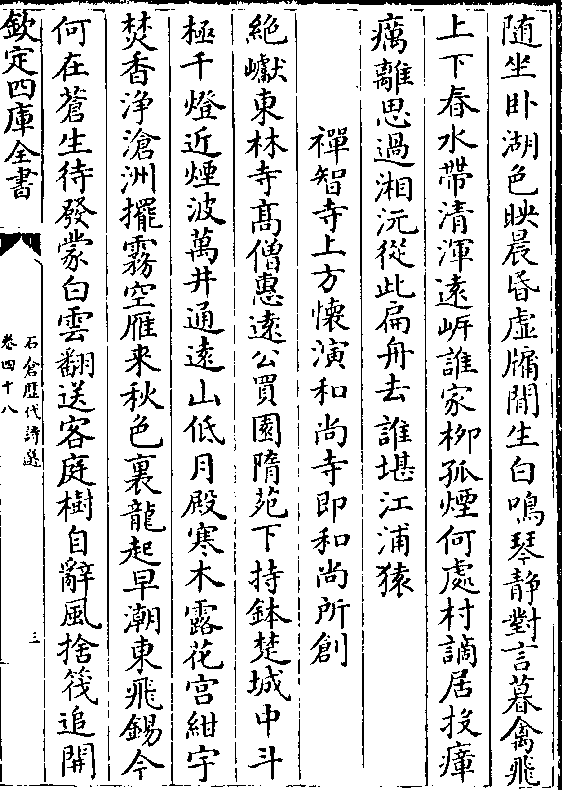 随坐卧湖色映晨昏虚牖閒生白鳴琴静對言暮禽飛
上下春水帶清渾遠岍誰家栁孤煙何處村謫居投瘴
癘離思過湘沅從此扁舟去誰堪江浦猿
禪智寺上方懷演和尚寺即和尚所創
絶巘東林寺髙僧惠遠公買園隋苑下持鉢楚城中斗
極千燈近煙波萬井通遠山低月殿寒木露花宫紺宇
焚香浄滄洲擺霧空雁来秋色裏龍起早潮東飛錫今
何在蒼生待發蒙白雲翻送客庭樹自辭風捨筏追開
欽定四庫全書
石倉歴代詩選
卷四十八
三